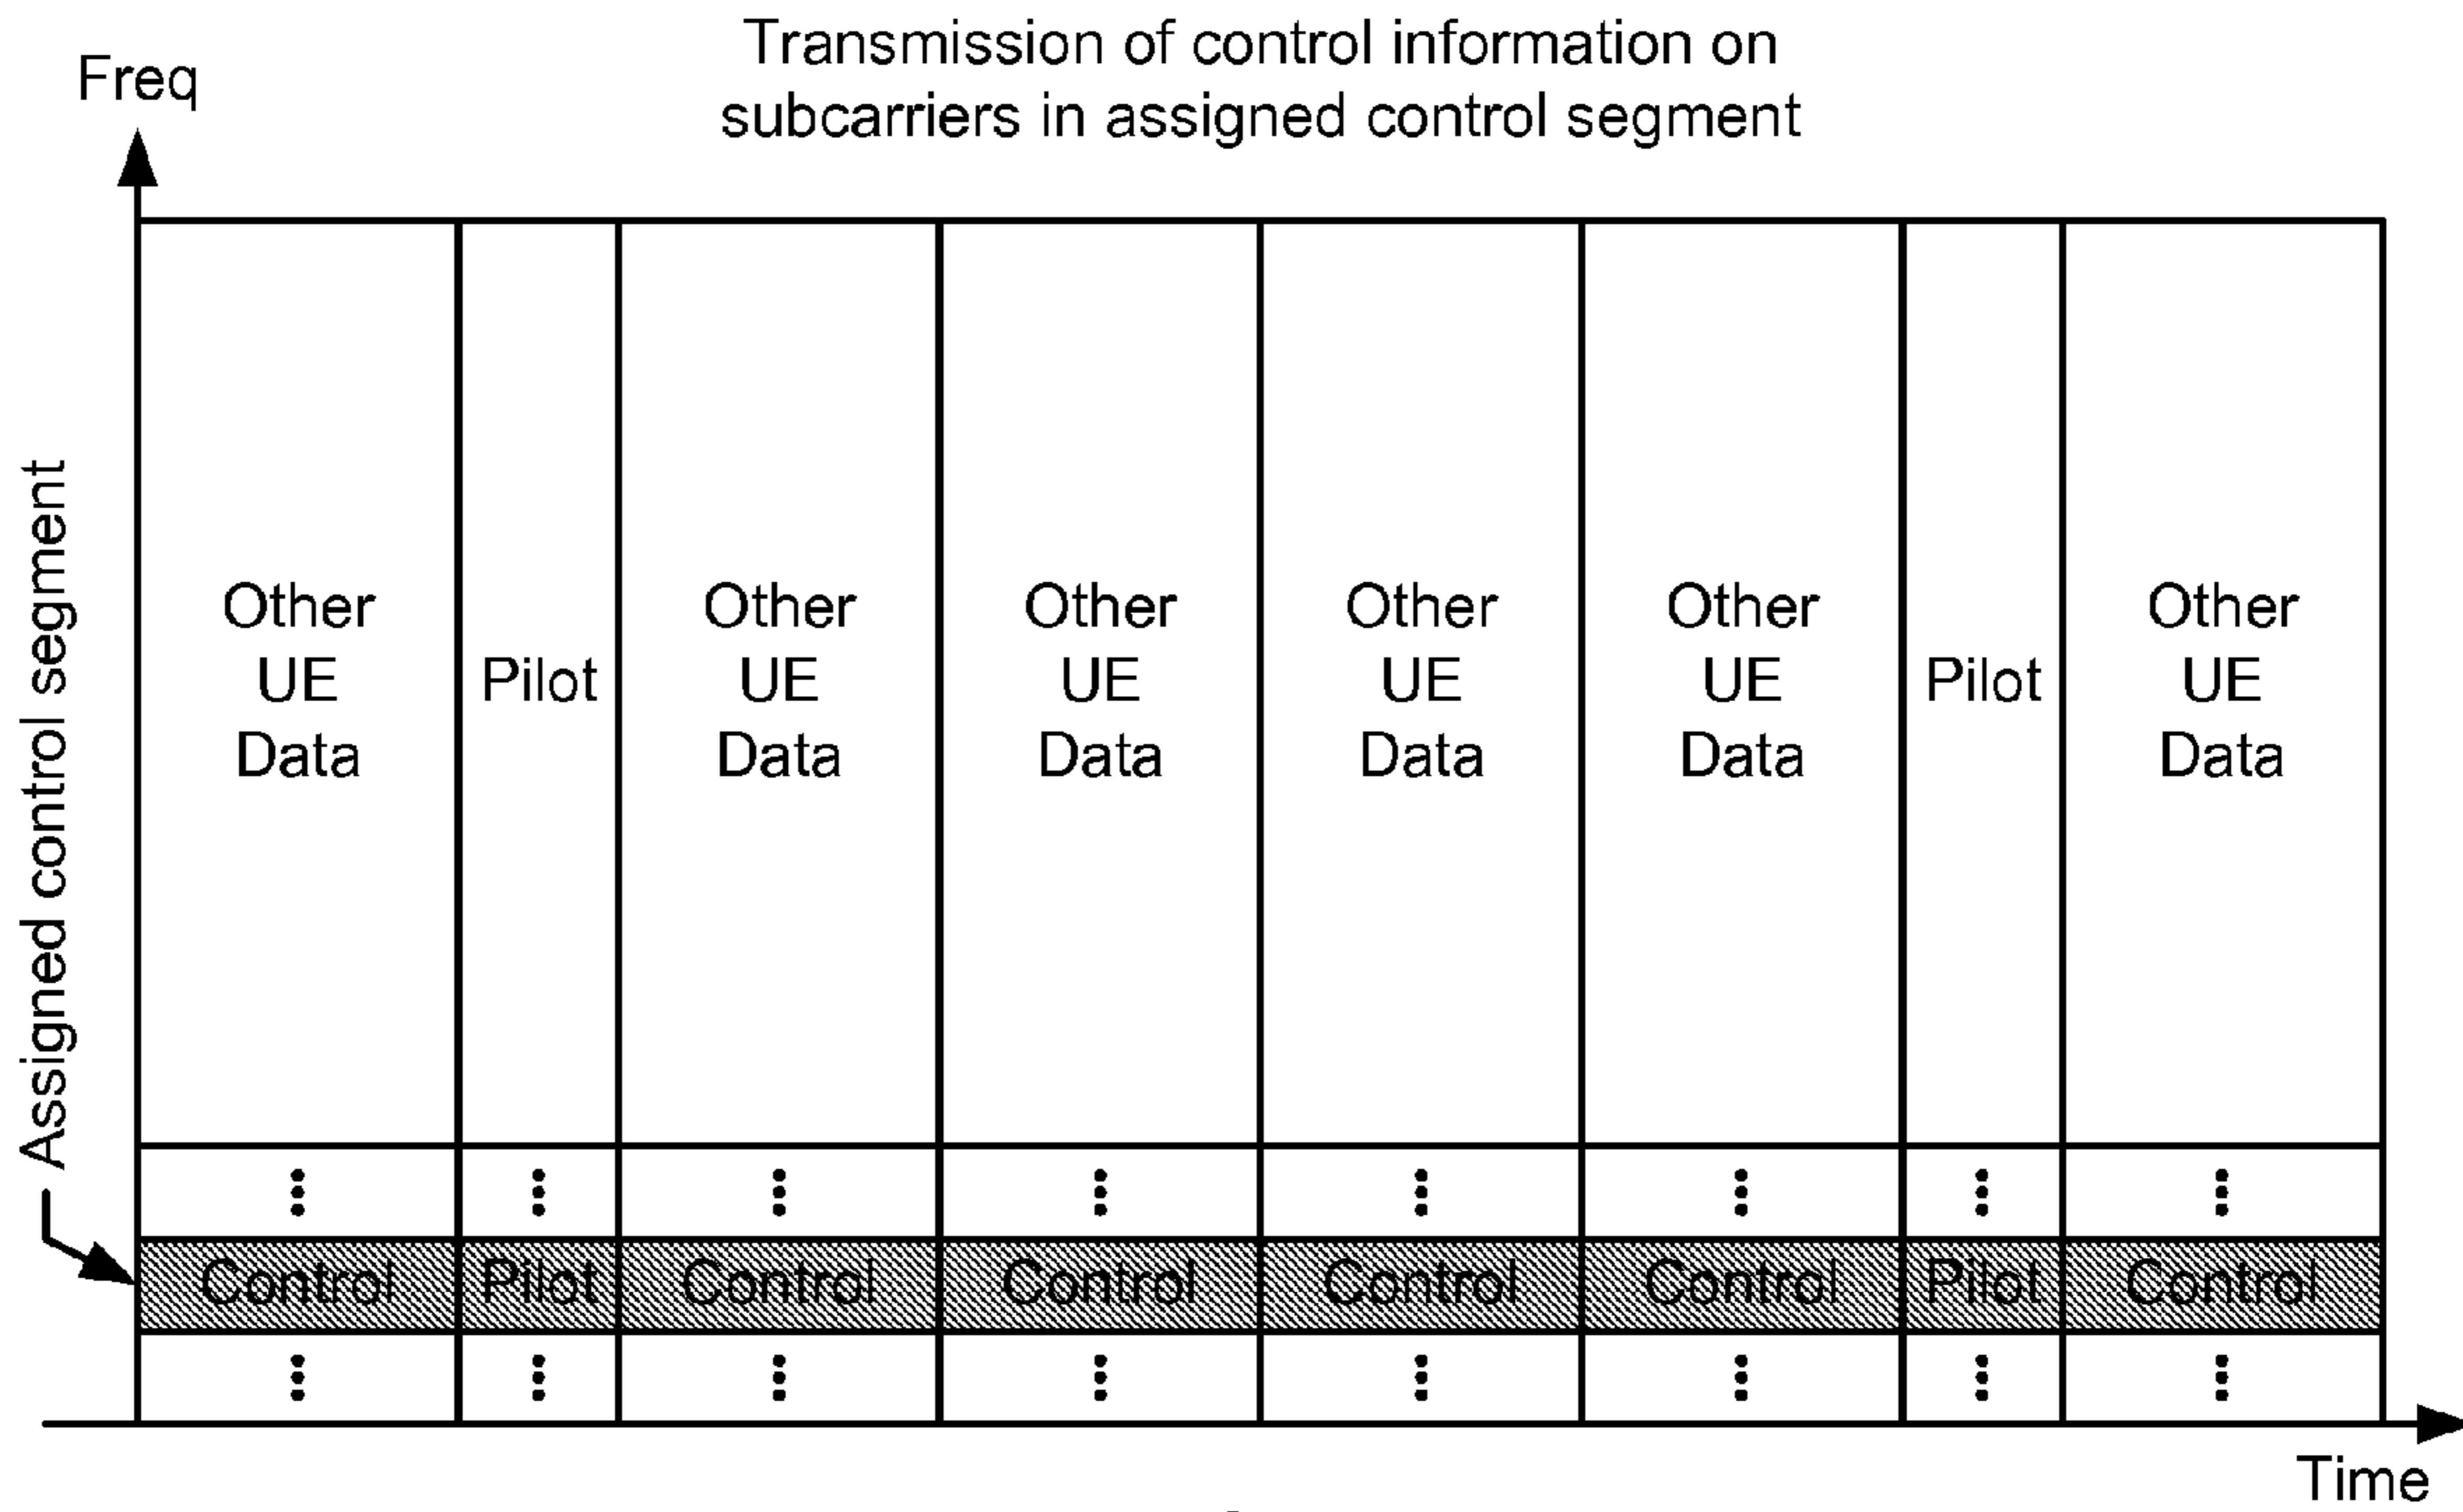 Transmission of control information on
subcarriers in assigned control segment
Freq
Assigned control segment
Other
UE
Data
Pilot
Other
UE
Data
Other
UE
Data
Other
UE
Data
Other
UE
Data
Pilot
Other
UE
Data
Control
Pilot
Control
Control
Control
Control
Pilot
Control
Time